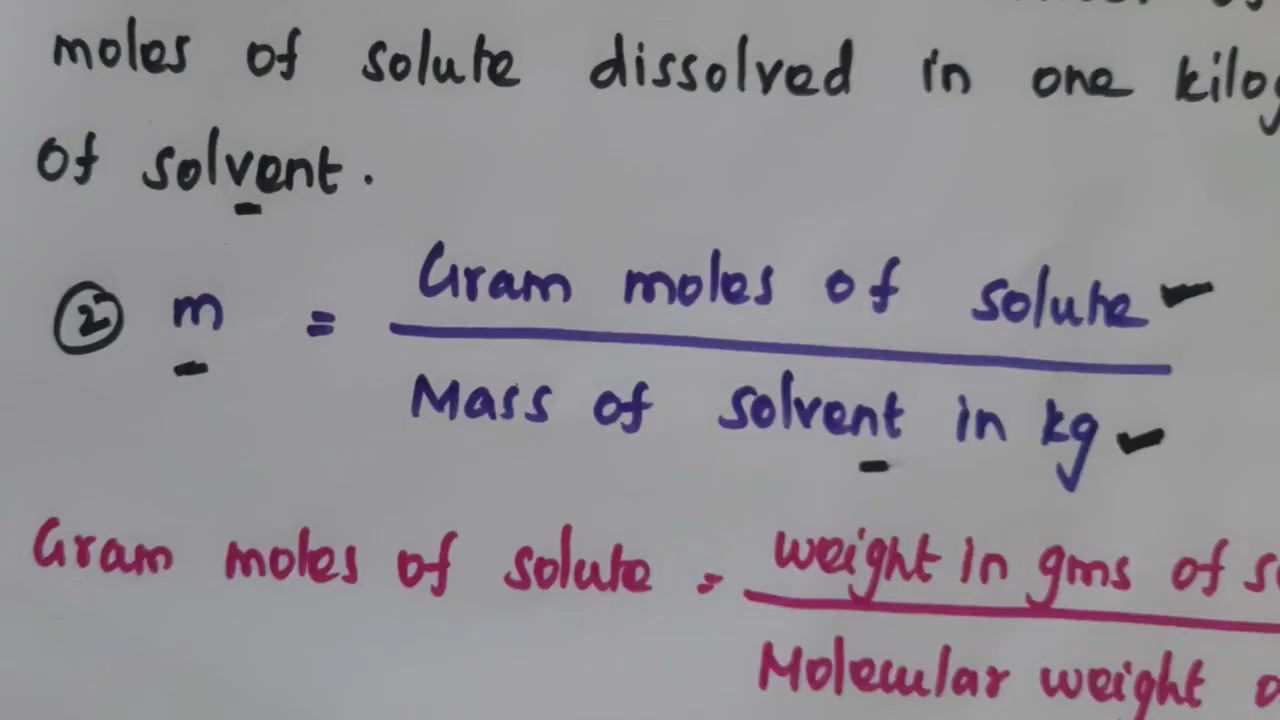 moles of solute dissolved in one kilog
of solvent.
② m = Gram moles of solute
Mass of solvent in kg
Gram moles of solute = weight in gms of s
Molecular weight o